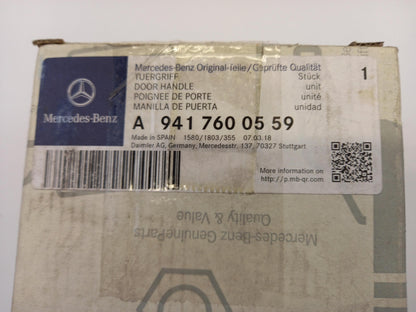 Mercedes-Benz Original-Teile/Geprüfte Qualität
TUERGRIFF Stück 1
DOOR HANDLE unit
POIGNEE DE PORTE unité
MANILLA DE PUERTA unidad
Mercedes-Benz
A 941 760 05 59
Made in SPAIN 1580/1803/355 07.03.18
Daimler AG, Germany, Mercedesstr. 137, 70327 Stuttgart
More information on
http://p.mb-qr.com
Mercedes-Benz GenuineParts
Quality & Value